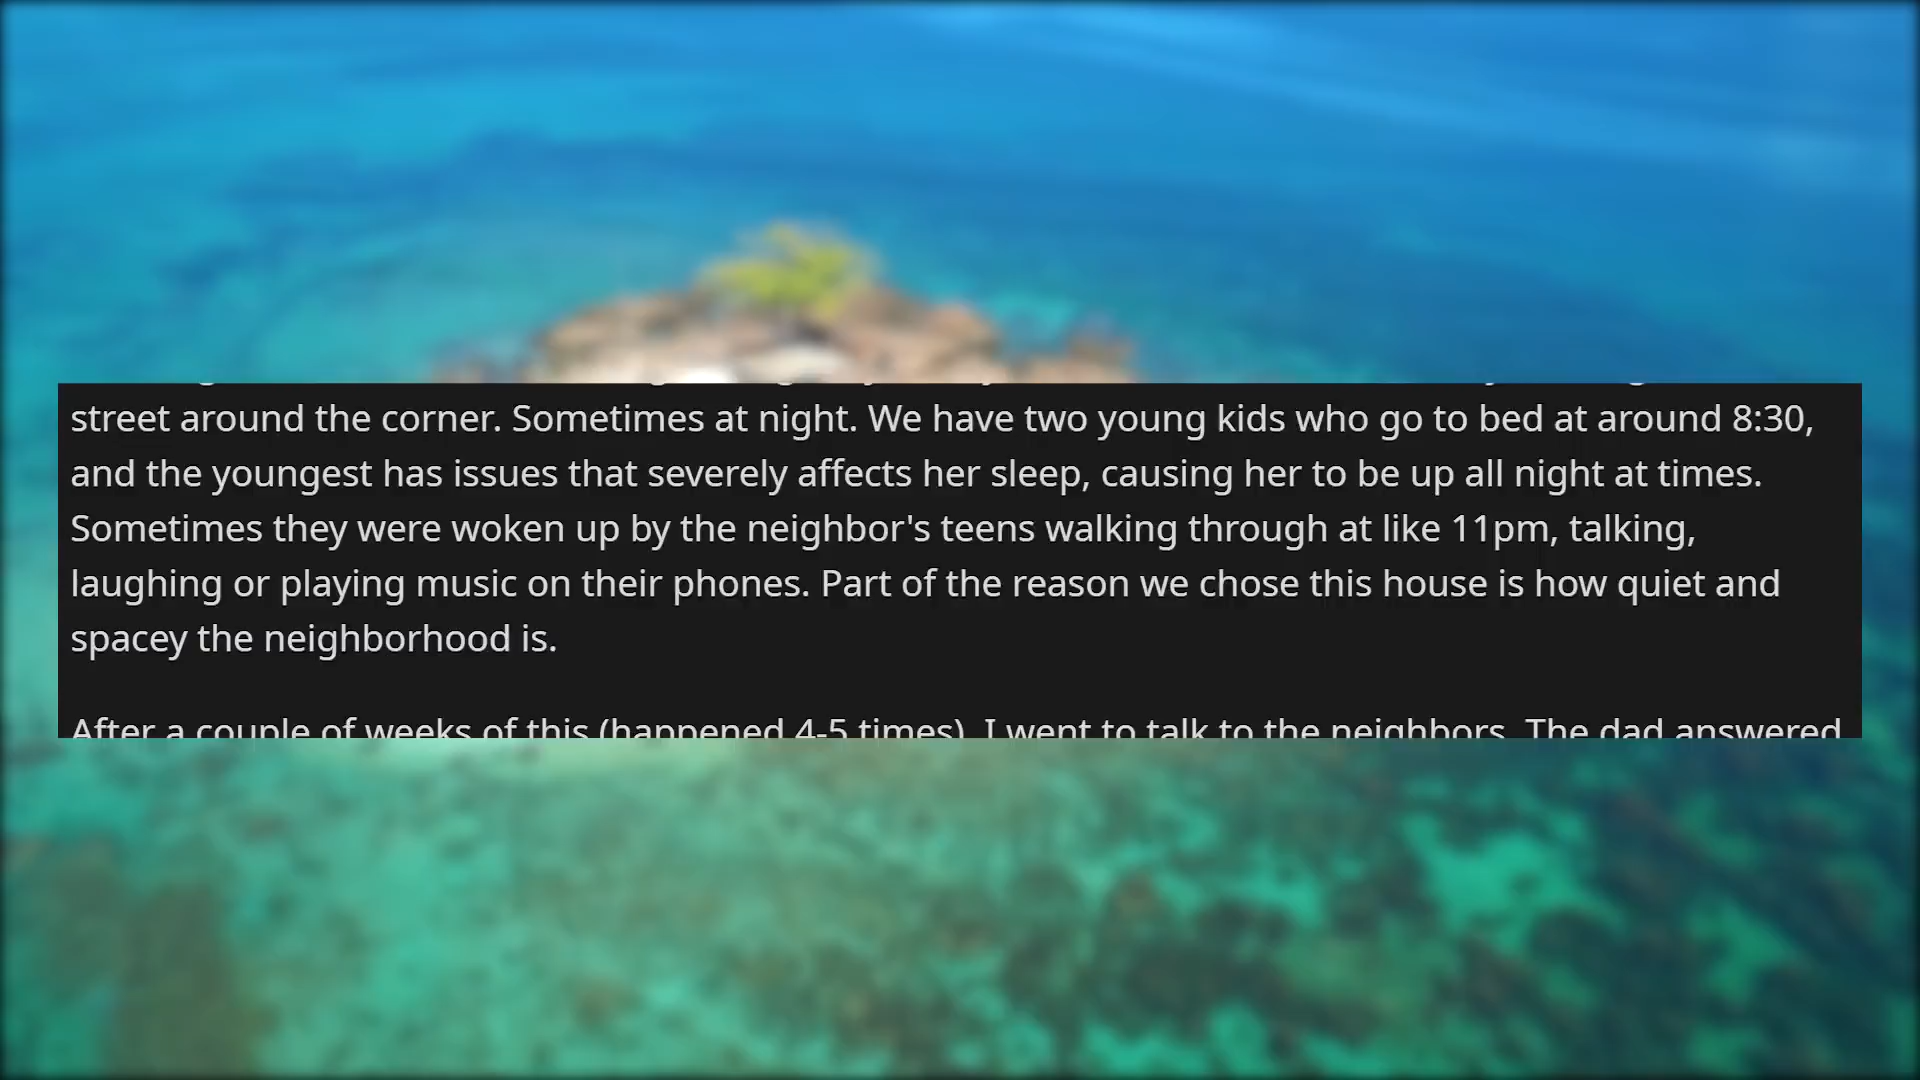 street around the corner. Sometimes at night. We have two young kids who go to bed at around 8:30,
and the youngest has issues that severely affects her sleep, causing her to be up all night at times.
Sometimes they were woken up by the neighbor's teens walking through at like 11pm, talking,
laughing or playing music on their phones. Part of the reason we chose this house is how quiet and
spacey the neighborhood is.
After a couple of weeks of this (happened 4-5 times), I went to talk to the neighbors. The dad answered